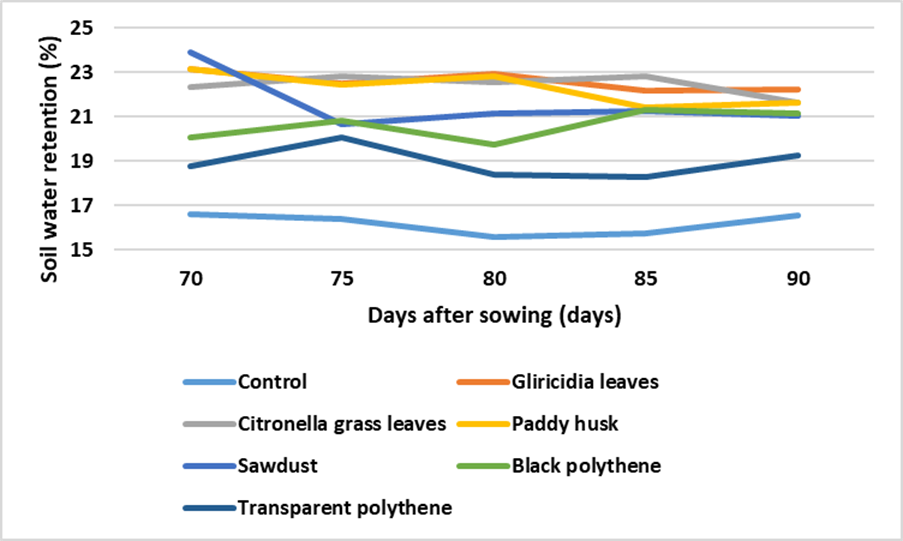 25
23
21
19
17
15
Soil water retention (%)
70 75 80 85 90
Days after sowing (days)
Control
Gliricidia leaves
Citronella grass leaves
Paddy husk
Sawdust
Black polythene
Transparent polythene